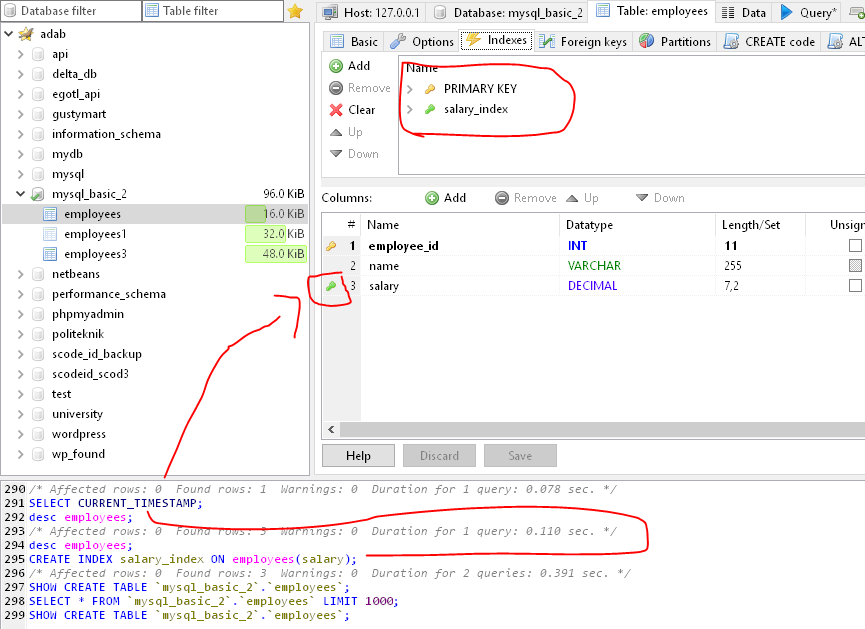 Database filter
Table filter
adab
api
delta_db
egotl_api
gustymart
information_schema
mydb
mysql
mysql_basic_2 96.0 KiB
employees 16.0 KiB
employees1 32.0 KiB
employees3 48.0 KiB
netbeans
performance_schema
phpmyadmin
politeknik
scode_id_backup
scodeid_scod3
test
university
wordpress
wp_found
Host: 127.0.0.1 Database: mysql_basic_2 Table: employees Data Query*
Basic Options Indexes Foreign keys Partitions CREATE code ALT
Add
Remove
Clear
Up
Down
Name
PRIMARY KEY
salary_index
Columns: Add Remove Up Down
# Name Datatype Length/Set Unsign
1 employee_id INT 11
2 name VARCHAR 255
3 salary DECIMAL 7,2
Help Discard Save
290 /* Affected rows: 0 Found rows: 1 Warnings: 0 Duration for 1 query: 0.078 sec. */
291 SELECT CURRENT_TIMESTAMP;
292 desc employees;
293 /* Affected rows: 0 Found rows: 3 Warnings: 0 Duration for 1 query: 0.110 sec. */
294 desc employees;
295 CREATE INDEX salary_index ON employees(salary);
296 /* Affected rows: 0 Found rows: 3 Warnings: 0 Duration for 2 queries: 0.391 sec. */
297 SHOW CREATE TABLE `mysql_basic_2`.`employees`;
298 SELECT * FROM `mysql_basic_2`.`employees` LIMIT 1000;
299 SHOW CREATE TABLE `mysql_basic_2`.`employees`;